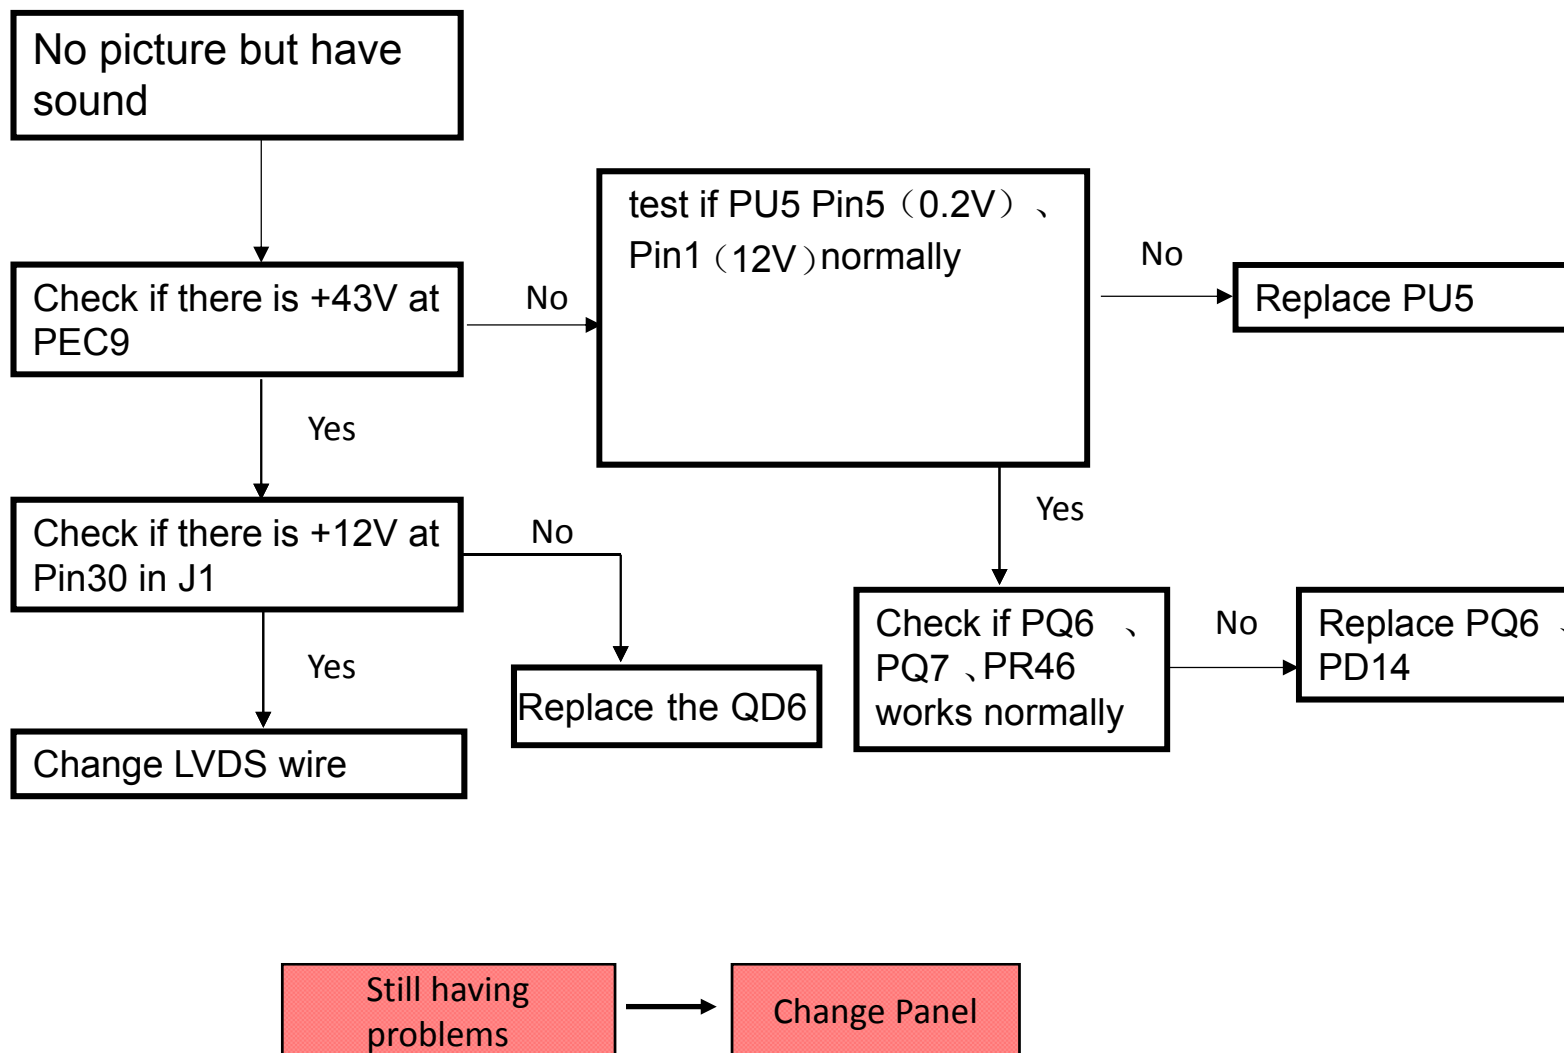 No picture but have
sound
test if PU5 Pin5（0.2V）、
Pin1（12V）normally
No
Replace PU5
Check if there is +43V at
PEC9
No
Yes
Yes
Check if there is +12V at
Pin30 in J1
No
Check if PQ6 、
PQ7 、PR46
works normally
No
Replace PQ6 、
PD14
Yes
Replace the QD6
Change LVDS wire
Still having
problems
Change Panel